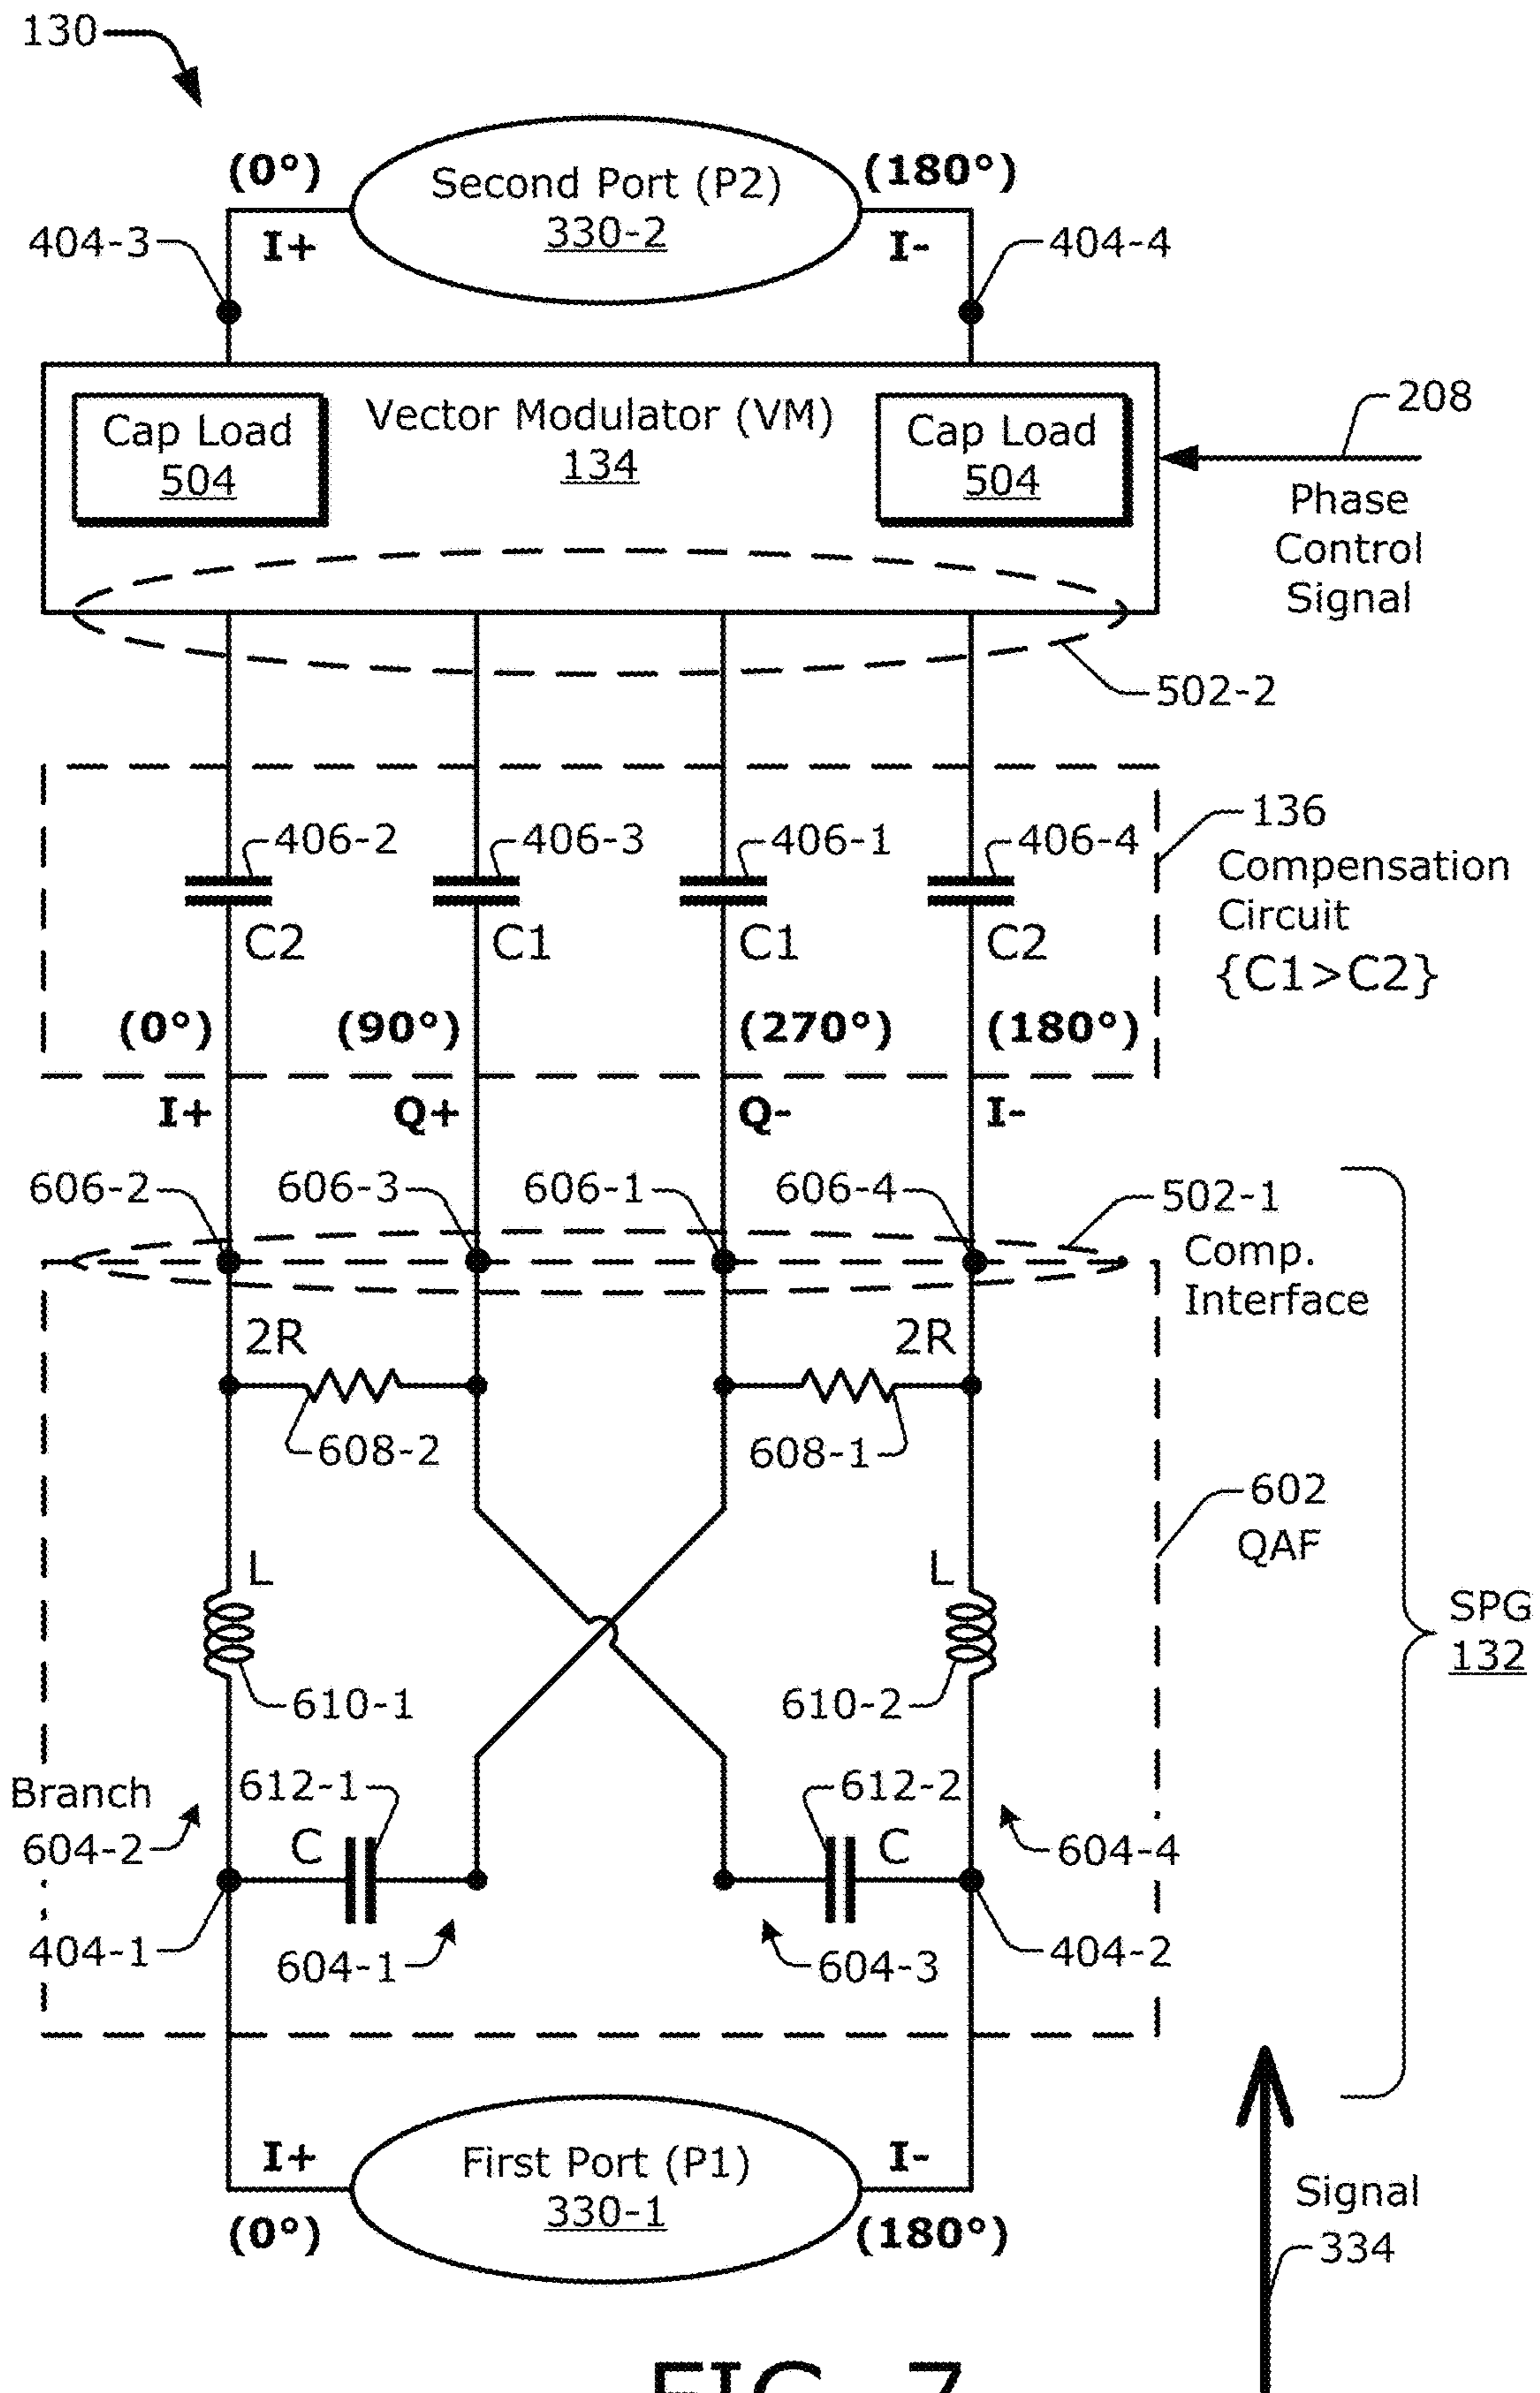 130
(0°)
Second Port (P2)
330-2
(180°)
404-3
I+
I-
404-4
Cap Load
504
Vector Modulator (VM)
134
Cap Load
504
208
Phase
Control
Signal
502-2
406-2
406-3
406-1
406-4
136
Compensation
Circuit
{C1>C2}
C2
C1
C1
C2
(0°)
(90°)
(270°)
(180°)
I+
Q+
Q-
I-
606-2
606-3
606-1
606-4
502-1
Comp.
Interface
2R
2R
608-2
608-1
602
QAF
L
L
SPG
132
610-1
610-2
Branch
604-2
612-1
612-2
C
C
604-4
404-1
604-1
604-3
404-2
I+
First Port (P1)
330-1
I-
(0°)
(180°)
Signal
334
FIG. 7